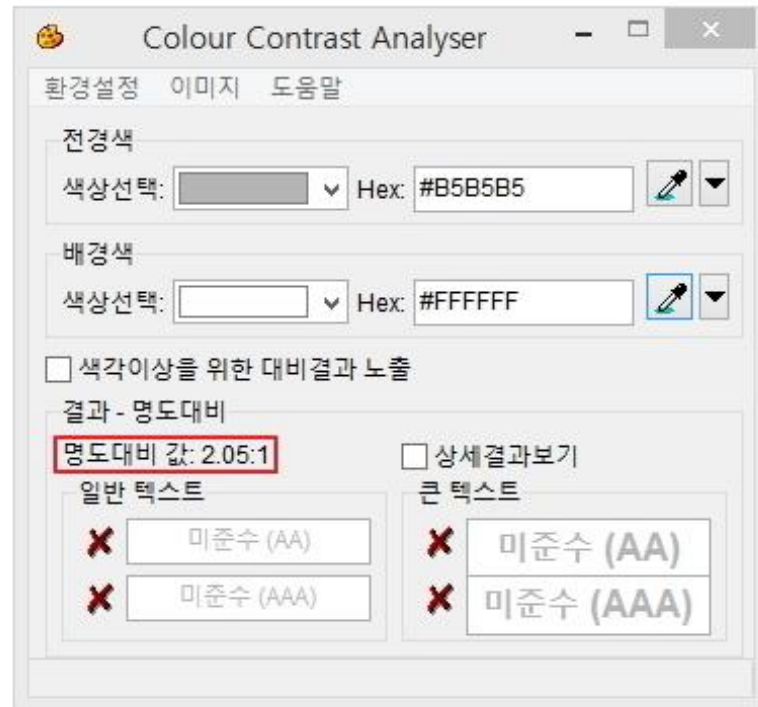 Colour Contrast Analyser
환경설정 이미지 도움말
전경색
색상선택: Hex: #B5B5B5
배경색
색상선택: Hex: #FFFFFF
색각이상을 위한 대비결과 노출
결과 - 명도대비
명도대비 값: 2.05:1 상세결과보기
일반 텍스트 큰 텍스트
미준수 (AA) 미준수 (AA)
미준수 (AAA) 미준수 (AAA)